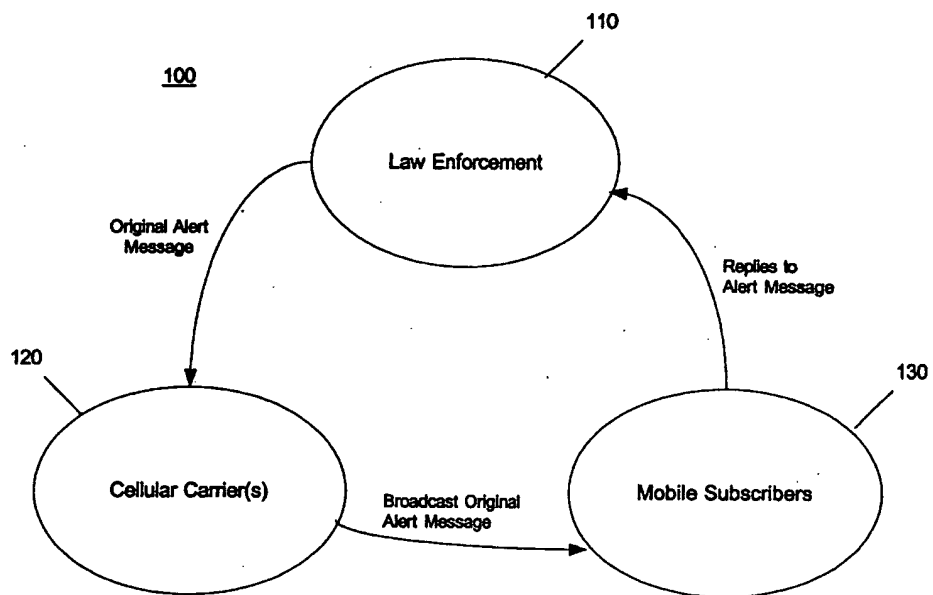 110
100
Law Enforcement
Original Alert
Message
Replies to
Alert Message
120
130
Cellular Carrier(s)
Broadcast Original
Alert Message
Mobile Subscribers